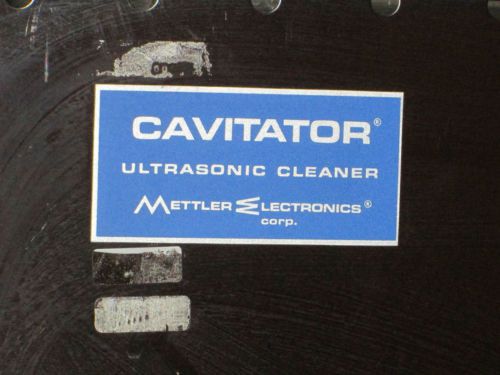 CAVITATOR®
ULTRASONIC CLEANER
METTLER ELECTRONICS®
corp.